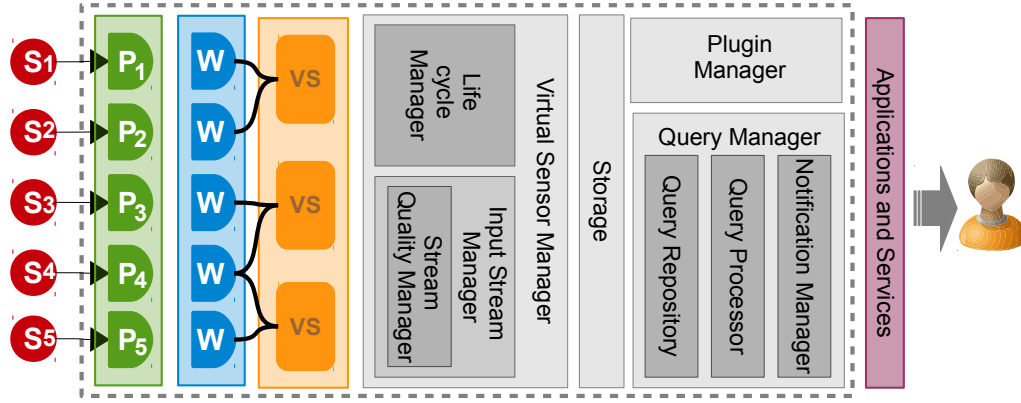 S1
S2
S3
S4
S5
P1
P2
P3
P4
P5
W
W
W
W
W
VS
VS
VS
Life
cycle
Manager
Input Stream
Manager
Stream
Quality Manager
Virtual Sensor Manager
Storage
Plugin
Manager
Query Manager
Query Repository
Query Processor
Notification Manager
Applications and Services